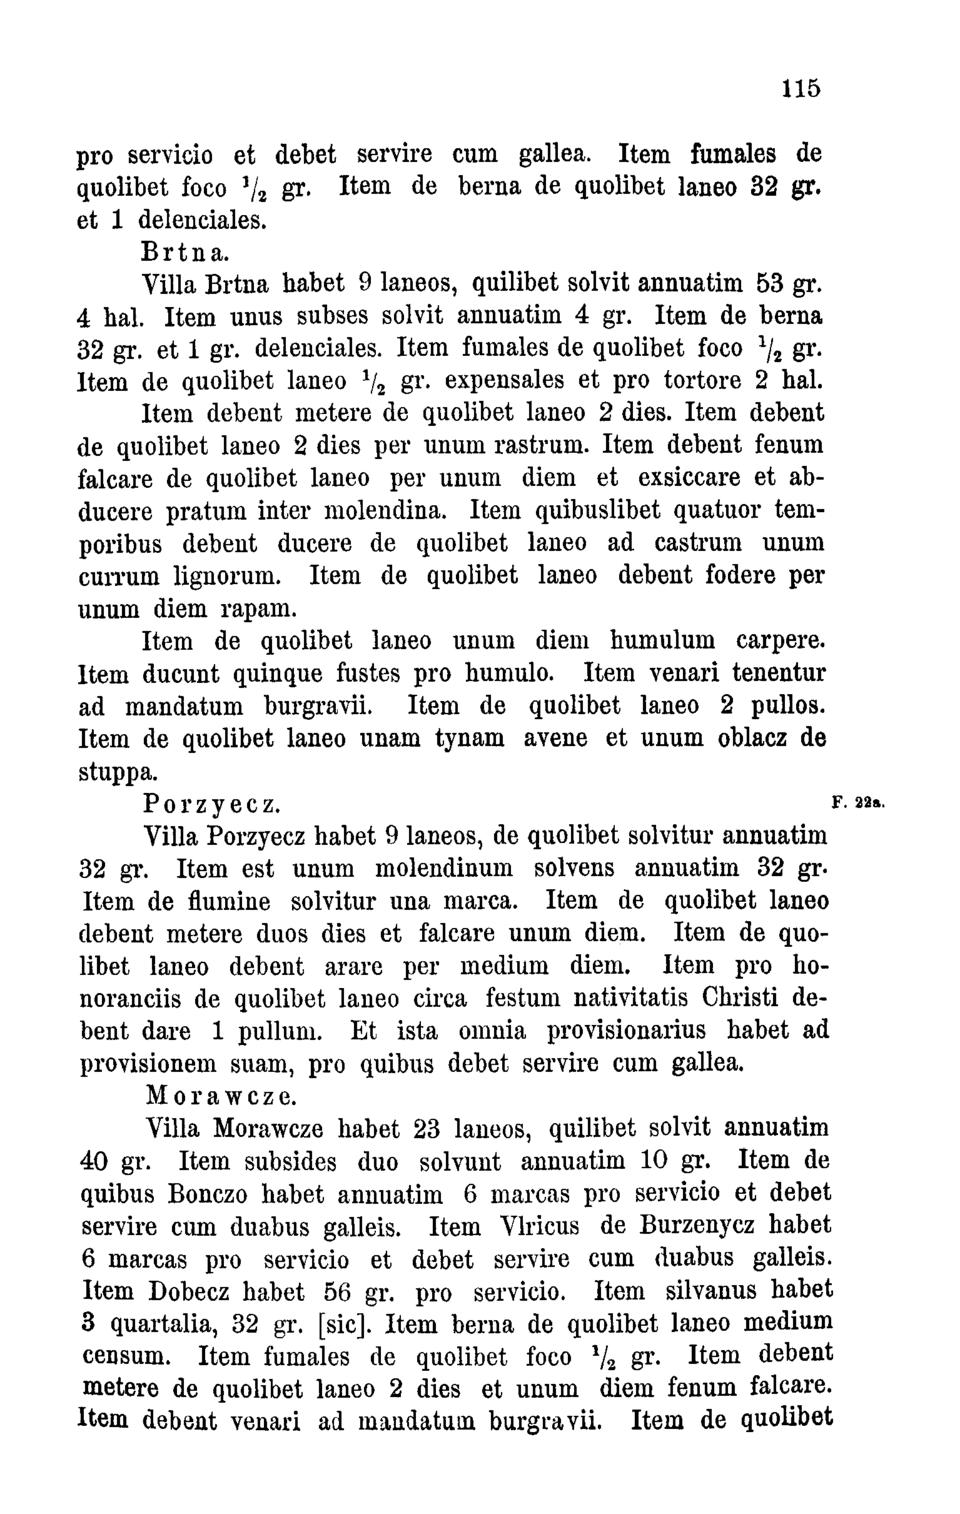 115
pro servicio et debet servire cum gallea. Item fumales de
quolibet foco 1/2 gr. Item de berna de quolibet laneo 32 gr.
et 1 delenciales.
Brtna.
Villa Brtna habet 9 laneos, quilibet solvit annuatim 53 gr.
4 hal. Item unus subses solvit annuatim 4 gr. Item de berna
32 gr. et 1 gr. delenciales. Item fumales de quolibet foco 1/2 gr.
Item de quolibet laneo 1/2 gr. expensales et pro tortore 2 hal.
Item debent metere de quolibet laneo 2 dies. Item debent
de quolibet laneo 2 dies per unum rastrum. Item debent fenum
falcare de quolibet laneo per unum diem et exsiccare et ab-
ducere pratum inter molendina. Item quibuslibet quatuor tem-
poribus debent ducere de quolibet laneo ad castrum unum
currum lignorum. Item de quolibet laneo debent fodere per
unum diem rapam.
Item de quolibet laneo unum diem humulum carpere.
Item ducunt quinque fustes pro humulo. Item venari tenentur
ad mandatum burgravii. Item de quolibet laneo 2 pullos.
Item de quolibet laneo unam tynam avene et unum oblacz de
stuppa.
Porzyecz. F. 22a.
Villa Porzyecz habet 9 laneos, de quolibet solvitur annuatim
32 gr. Item est unum molendinum solvens annuatim 32 gr.
Item de flumine solvitur una marca. Item de quolibet laneo
debent metere duos dies et falcare unum diem. Item de quo-
libet laneo debent arare per medium diem. Item pro ho-
noranciis de quolibet laneo circa festum nativitatis Christi de-
bent dare 1 pullum. Et ista omnia provisionarius habet ad
provisionem suam, pro quibus debet servire cum gallea.
Morawcze.
Villa Morawcze habet 23 laneos, quilibet solvit annuatim
40 gr. Item subsides duo solvunt annuatim 10 gr. Item de
quibus Bonczo habet annuatim 6 marcas pro servicio et debet
servire cum duabus galleis. Item Vlricus de Burzenycz habet
6 marcas pro servicio et debet servire cum duabus galleis.
Item Dobecz habet 56 gr. pro servicio. Item silvanus habet
3 quartalia, 32 gr. [sic]. Item berna de quolibet laneo medium
censum. Item fumales de quolibet foco 1/2 gr. Item debent
metere de quolibet laneo 2 dies et unum diem fenum falcare.
Item debent venari ad mandatum burgravii. Item de quolibet